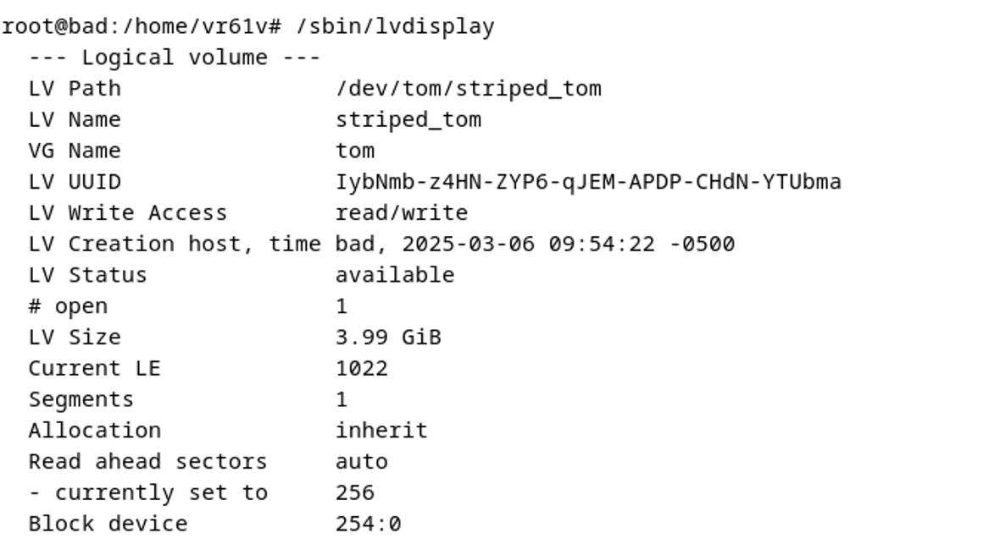 root@bad:/home/vr61v# /sbin/lvdisplay
  --- Logical volume ---
  LV Path                /dev/tom/striped_tom
  LV Name                striped_tom
  VG Name                tom
  LV UUID                IybNmb-z4HN-ZYP6-qJEM-APDP-CHdN-YTUbma
  LV Write Access        read/write
  LV Creation host, time bad, 2025-03-06 09:54:22 -0500
  LV Status              available
  # open                 1
  LV Size                3.99 GiB
  Current LE             1022
  Segments               1
  Allocation             inherit
  Read ahead sectors     auto
  - currently set to     256
  Block device           254:0